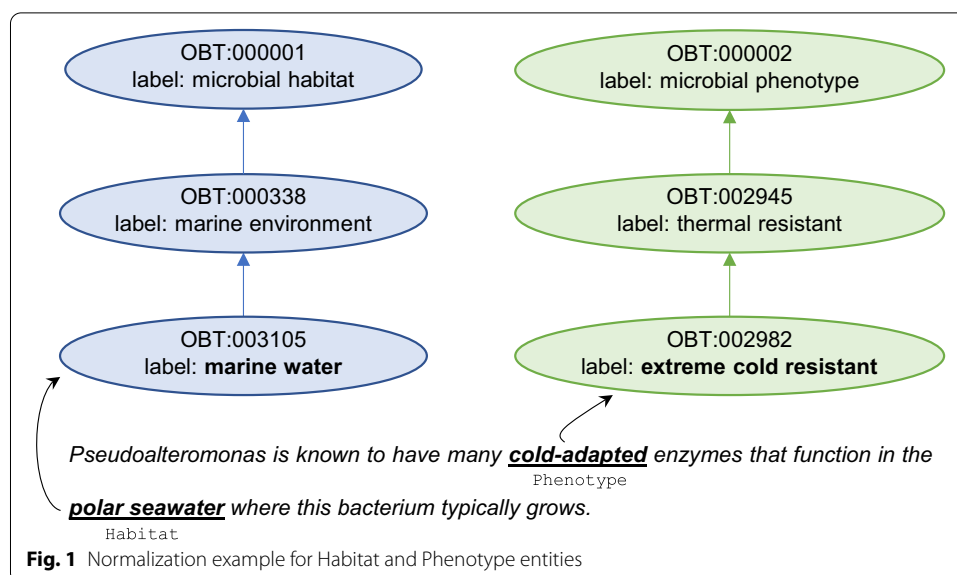 OBT:000001
label: microbial habitat
OBT:000002
label: microbial phenotype
OBT:000338
label: marine environment
OBT:002945
label: thermal resistant
OBT:003105
label: marine water
OBT:002982
label: extreme cold resistant
Pseudoalteromonas is known to have many cold-adapted enzymes that function in the
Phenotype
polar seawater where this bacterium typically grows.
Habitat
Fig. 1 Normalization example for Habitat and Phenotype entities